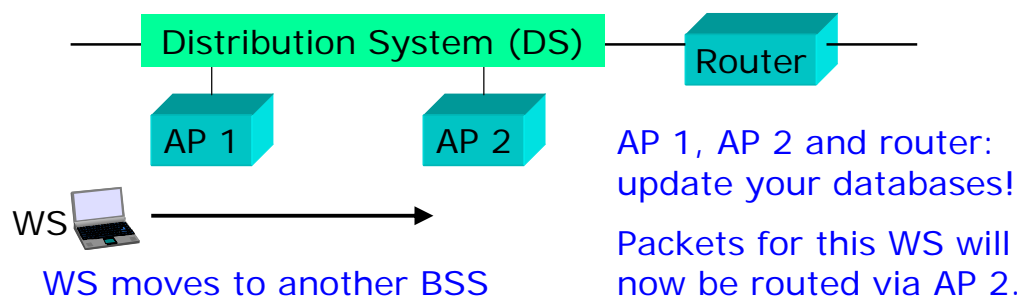 Distribution System (DS)
Router
AP 1
AP 2
AP 1, AP 2 and router:
update your databases!
WS
Packets for this WS will
WS moves to another BSS
now be routed via AP 2.